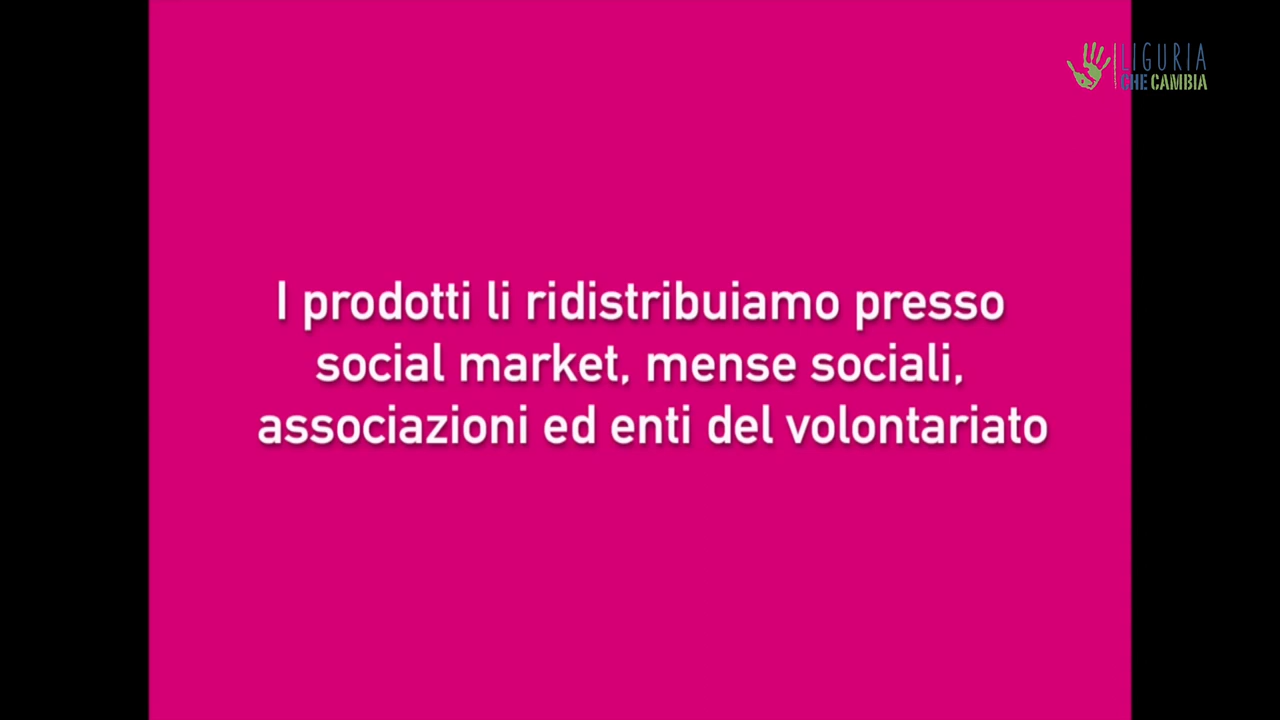 LIGURIA
CHE CAMBIA
I prodotti li ridistribuiamo presso
social market, mense sociali,
associazioni ed enti del volontariato